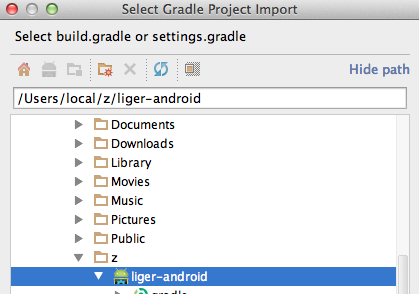 Select Gradle Project Import
Select build.gradle or settings.gradle
Hide path
/Users/local/z/liger-android
Documents
Downloads
Library
Movies
Music
Pictures
Public
z
liger-android
gradle